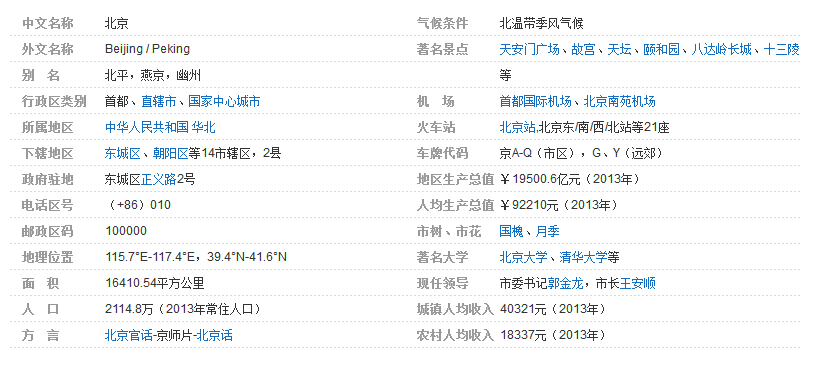 中文名称 北京
外文名称 Beijing / Peking
别 名 北平，燕京，幽州
行政区类别 首都、直辖市、国家中心城市
所属地区 中华人民共和国 华北
下辖地区 东城区、朝阳区等14市辖区，2县
政府驻地 东城区正义路2号
电话区号 （+86）010
邮政区码 100000
地理位置 115.7°E-117.4°E，39.4°N-41.6°N
面 积 16410.54平方公里
人 口 2114.8万（2013年常住人口）
方 言 北京官话-京师片-北京话
气候条件 北温带季风气候
著名景点 天安门广场、故宫、天坛、颐和园、八达岭长城、十三陵
等
机 场 首都国际机场、北京南苑机场
火车站 北京站,北京东/南/西/北站等21座
车牌代码 京A-Q（市区），G、Y（远郊）
地区生产总值 ￥19500.6亿元（2013年）
人均生产总值 ￥92210元（2013年）
市树、市花 国槐、月季
著名大学 北京大学、清华大学等
现任领导 市委书记郭金龙，市长王安顺
城镇人均收入 40321元（2013年）
农村人均收入 18337元（2013年）